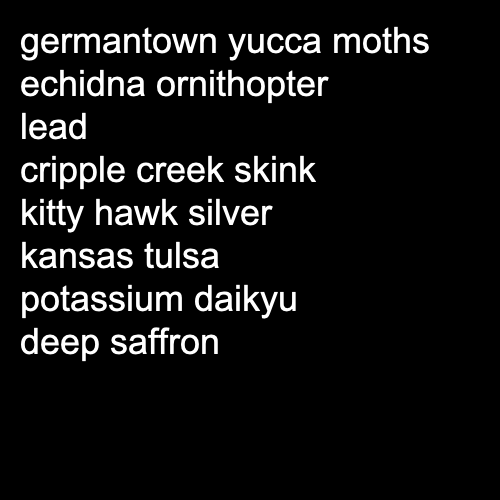 germantown yucca moths
echidna ornithopter
lead
cripple creek skink
kitty hawk silver
kansas tulsa
potassium daikyu
deep saffron